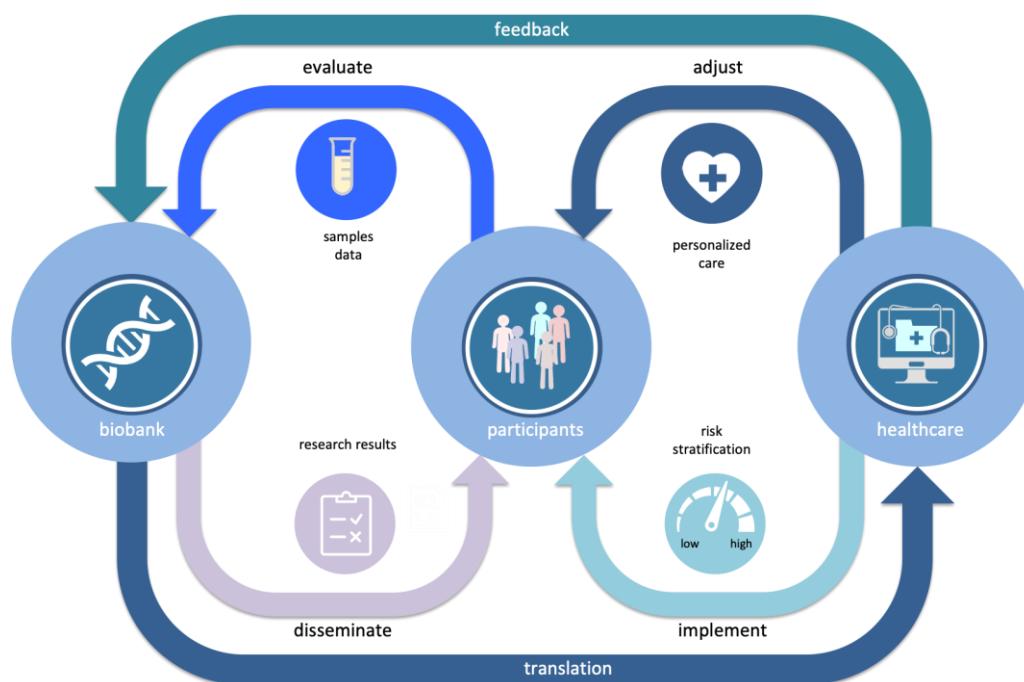 feedback
evaluate
adjust
samples
data
personalized
care
biobank
participants
healthcare
research results
risk
stratification
low
high
disseminate
implement
translation